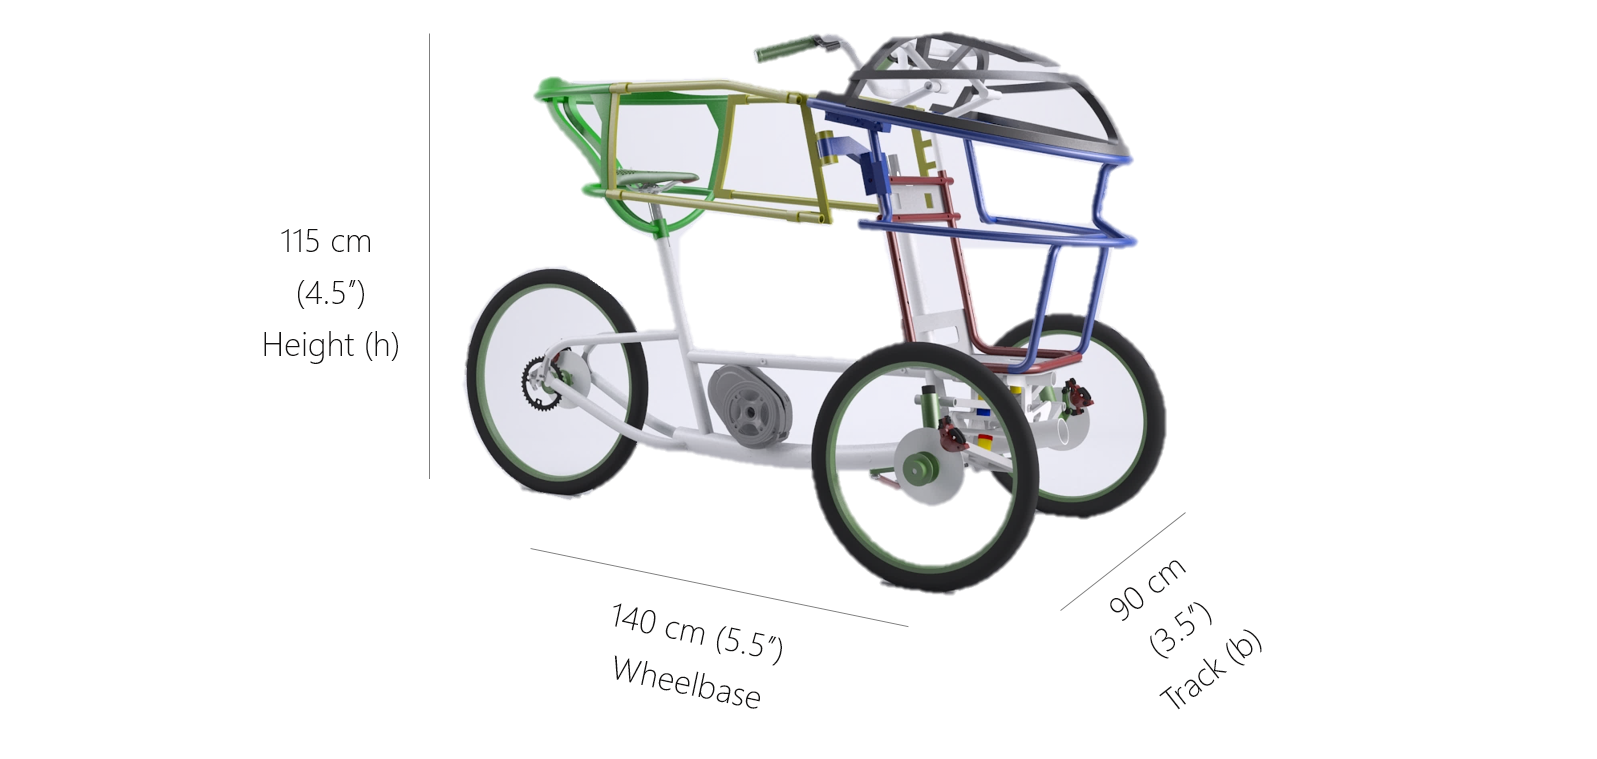 115 cm
(4.5”)
Height (h)
140 cm (5.5”)
Wheelbase
90 cm
(3.5”)
Track (b)